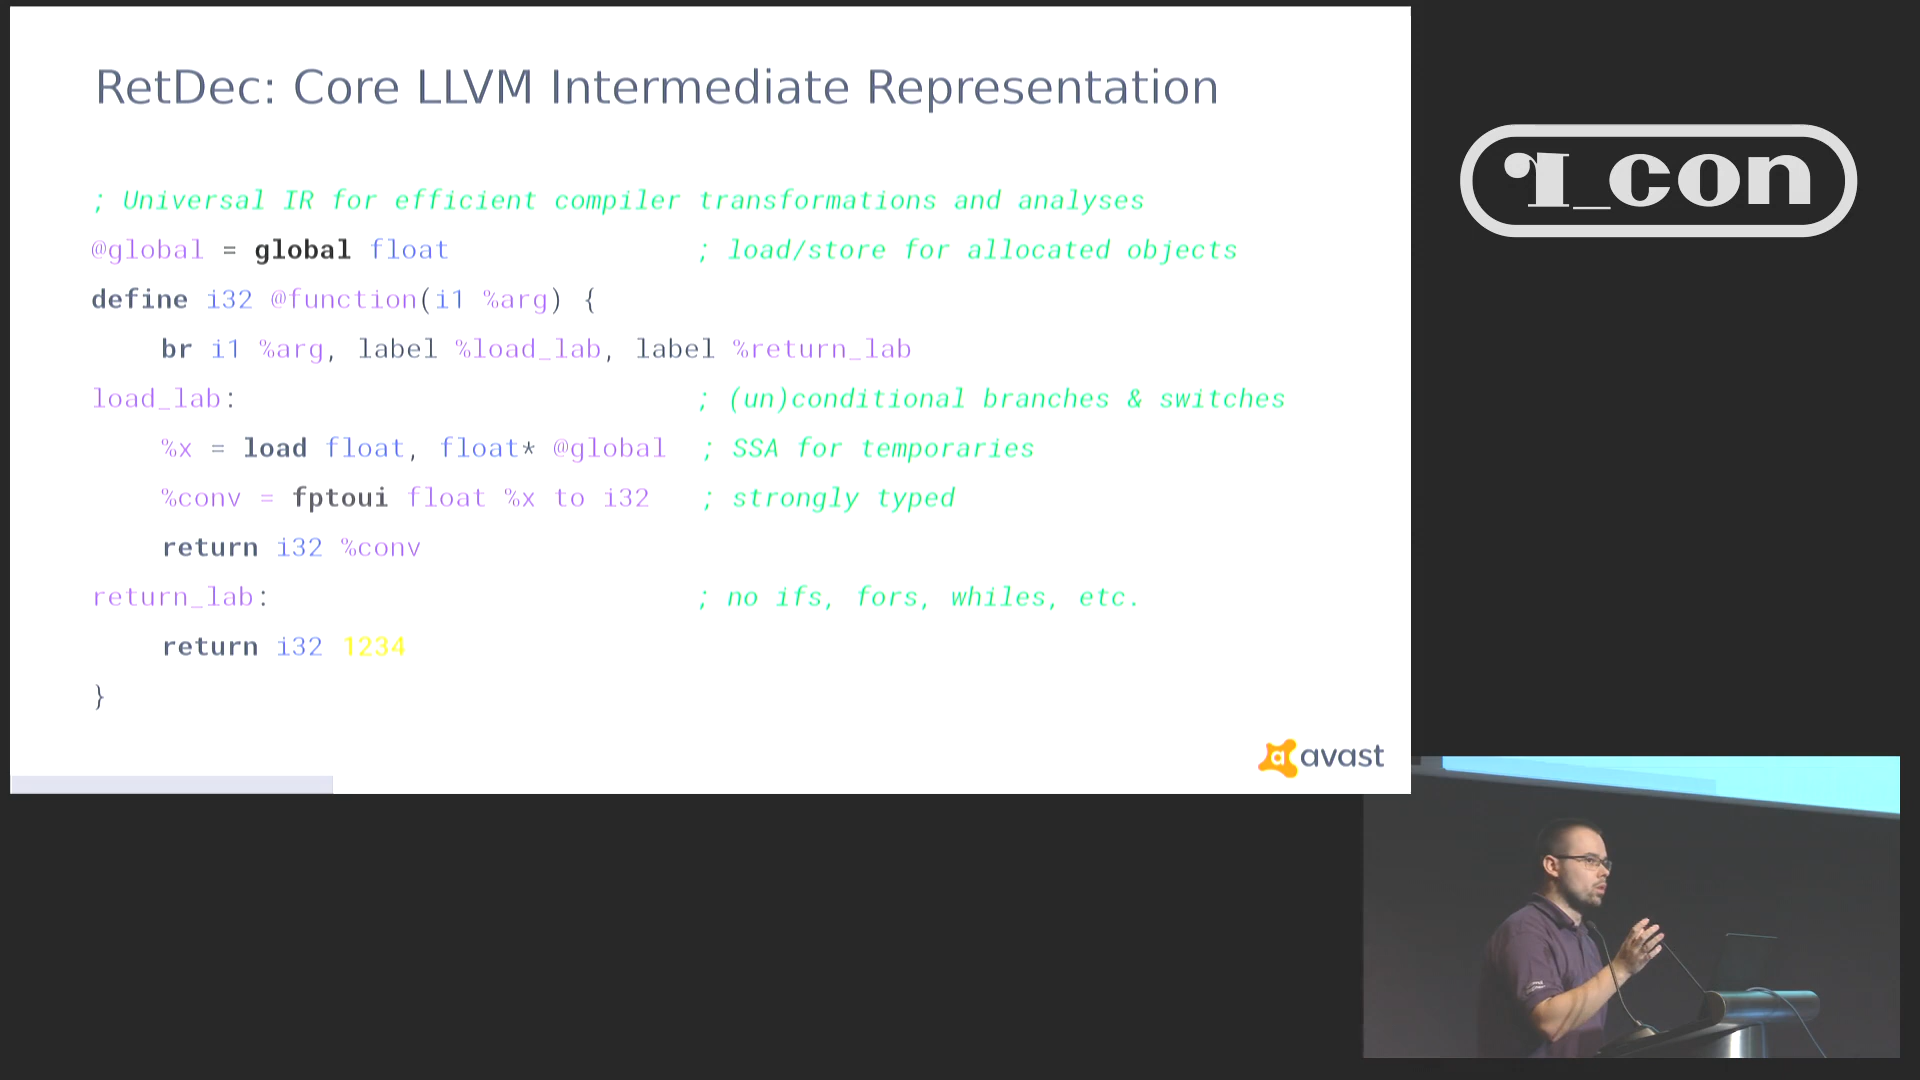 RetDec: Core LLVM Intermediate Representation
; Universal IR for efficient compiler transformations and analyses
@global = global float ; load/store for allocated objects
define i32 @function(i1 %arg) {
br i1 %arg, label %load_lab, label %return_lab
load_lab: ; (un)conditional branches & switches
%x = load float, float* @global ; SSA for temporaries
%conv = fptoui float %x to i32 ; strongly typed
return i32 %conv
return_lab: ; no ifs, fors, whiles, etc.
return i32 1234
}
a avast
r_con